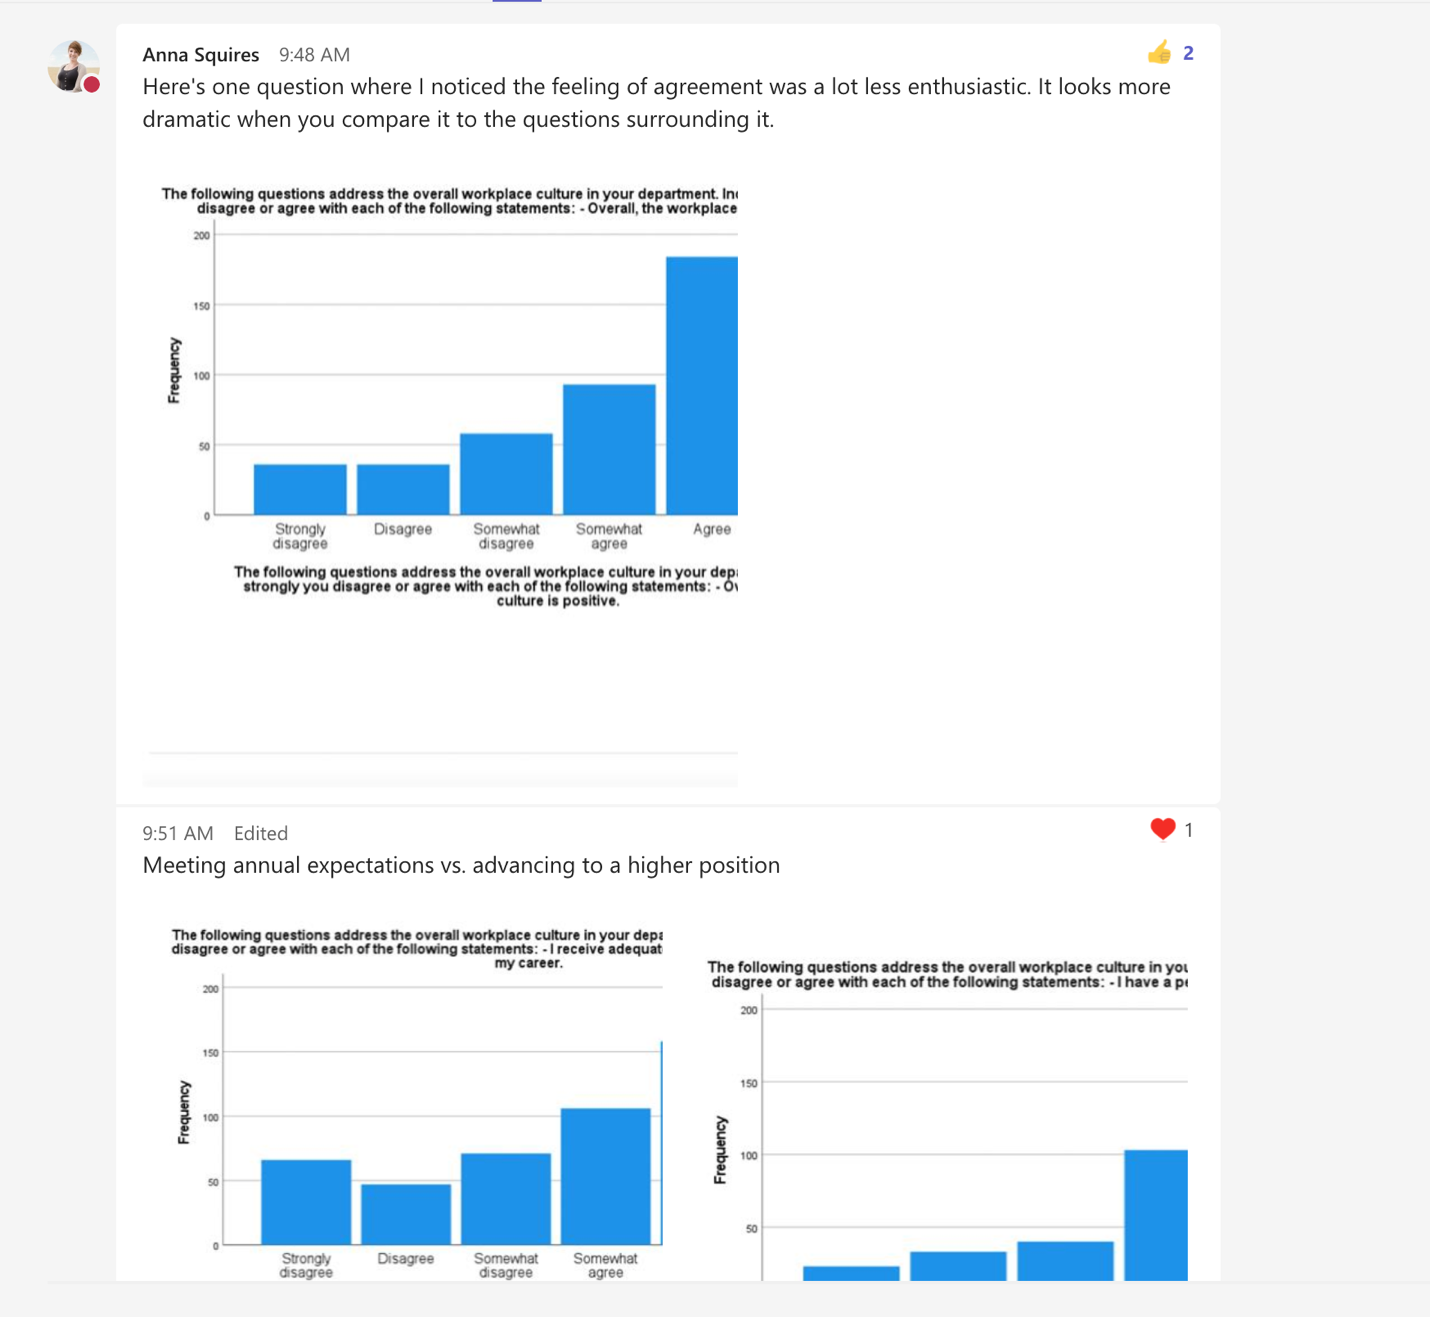 Anna Squires 9:48 AM
2
Here's one question where I noticed the feeling of agreement was a lot less enthusiastic. It looks more
dramatic when you compare it to the questions surrounding it.
The following questions address the overall workplace culture in your department.
disagree or agree with each of the following statements: - Overall, the workplace
200
150
100
50
0
Frequency
Strongly disagree
Disagree
Somewhat disagree
Somewhat agree
Agree
The following questions address the overall workplace culture in your
strongly you disagree or agree with each of the following statements: -
culture is positive.
9:51 AM Edited
1
Meeting annual expectations vs. advancing to a higher position
The following questions address the overall workplace culture in your
disagree or agree with each of the following statements: - I receive
my career.
200
150
100
50
0
Frequency
Strongly disagree
Disagree
Somewhat disagree
Somewhat agree
The following questions address the overall workplace culture in
disagree or agree with each of the following statements: - I have a
200
150
100
50
Frequency